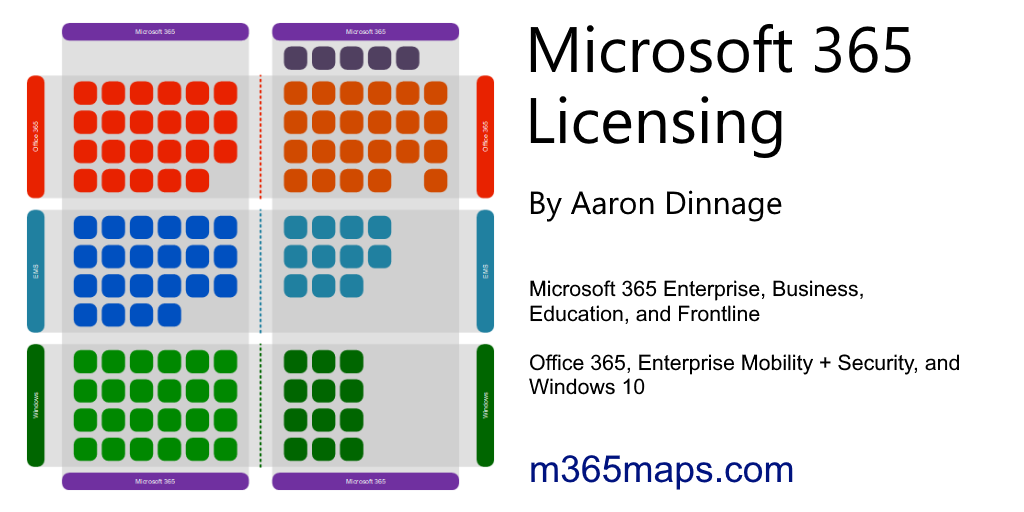 Microsoft 365
Microsoft 365
Office 365
Office 365
EMS
EMS
Windows
Windows
Microsoft 365
Microsoft 365
Microsoft 365
Licensing
By Aaron Dinnage
Microsoft 365 Enterprise, Business,
Education, and Frontline
Office 365, Enterprise Mobility + Security, and
Windows 10
m365maps.com